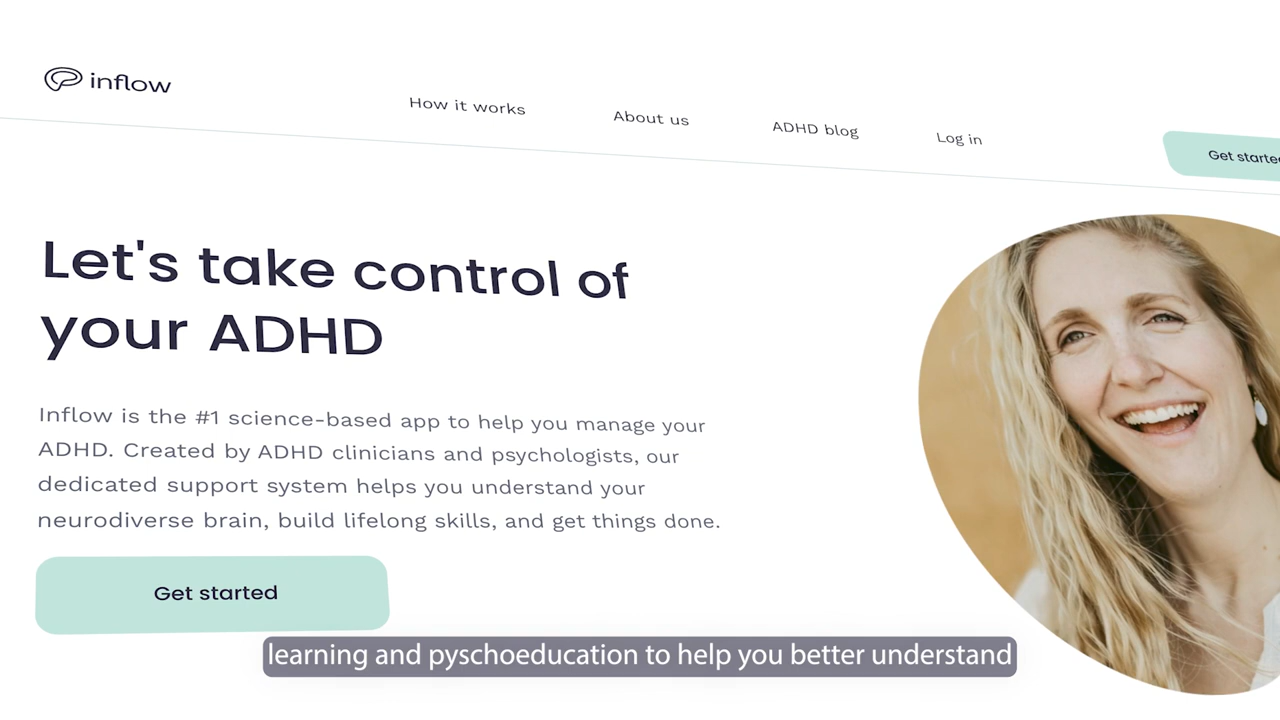 inflow
How it works
About us
ADHD blog
Log in
Get starte
Let's take control of
your ADHD
Inflow is the #1 science-based app to help you manage your
ADHD. Created by ADHD clinicians and psychologists, our
dedicated support system helps you understand your
neurodiverse brain, build lifelong skills, and get things done.
Get started
learning and pyschoeducation to help you better understand